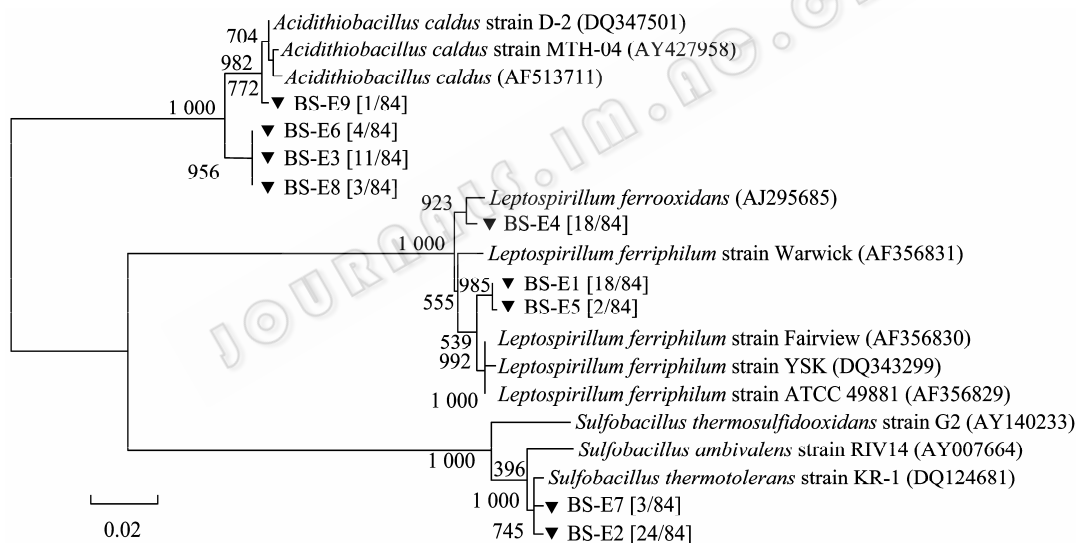 Acidithiobacillus caldus strain D-2 (DQ347501)
704
Acidithiobacillus caldus strain MTH-04 (AY427958)
982
Acidithiobacillus caldus (AF513711)
772
▼ BS-E9 [1/84]
1 000
▼ BS-E6 [4/84]
▼ BS-E3 [11/84]
956
▼ BS-E8 [3/84]
923
Leptospirillum ferrooxidans (AJ295685)
▼ BS-E4 [18/84]
1 000
Leptospirillum ferriphilum strain Warwick (AF356831)
985
▼ BS-E1 [18/84]
555
▼ BS-E5 [2/84]
539
Leptospirillum ferriphilum strain Fairview (AF356830)
992
Leptospirillum ferriphilum strain YSK (DQ343299)
1 000
Leptospirillum ferriphilum strain ATCC 49881 (AF356829)
Sulfobacillus thermosulfidooxidans strain G2 (AY140233)
1 000
Sulfobacillus ambivalens strain RIV14 (AY007664)
396
Sulfobacillus thermotolerans strain KR-1 (DQ124681)
1 000
▼ BS-E7 [3/84]
745
▼ BS-E2 [24/84]
0.02
JOURNALS.IM.AC.